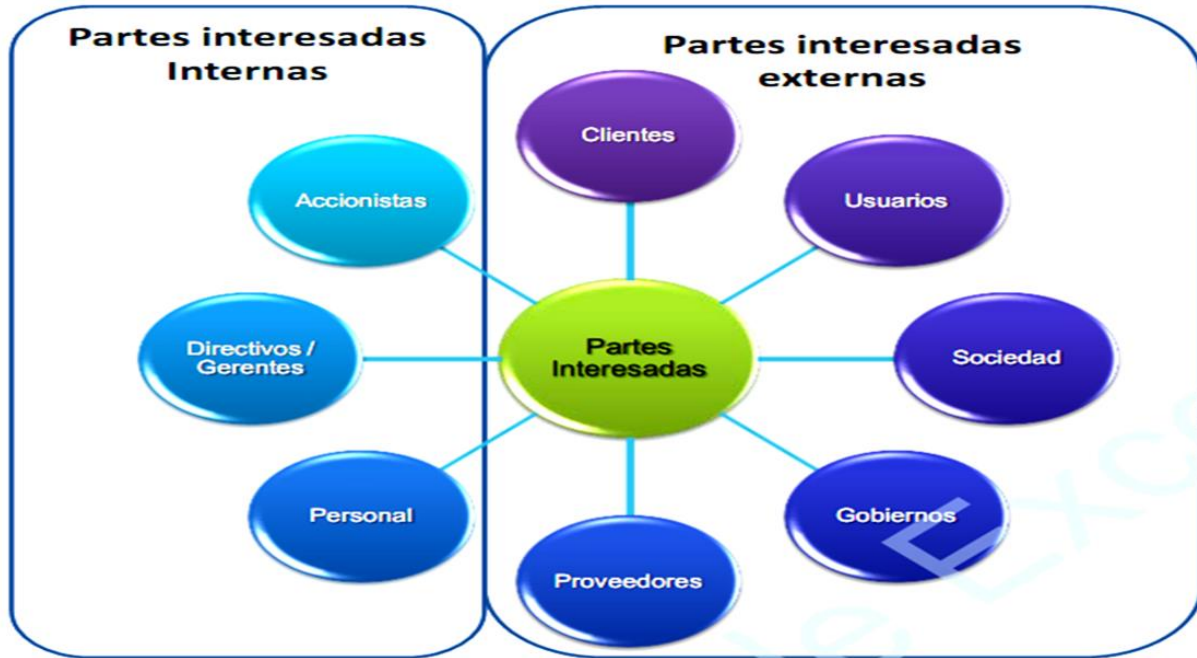 Partes interesadas
Internas
Partes interesadas
externas
Clientes
Accionistas
Usuarios
Directivos /
Gerentes
Partes
Interesadas
Sociedad
Personal
Gobiernos
Proveedores